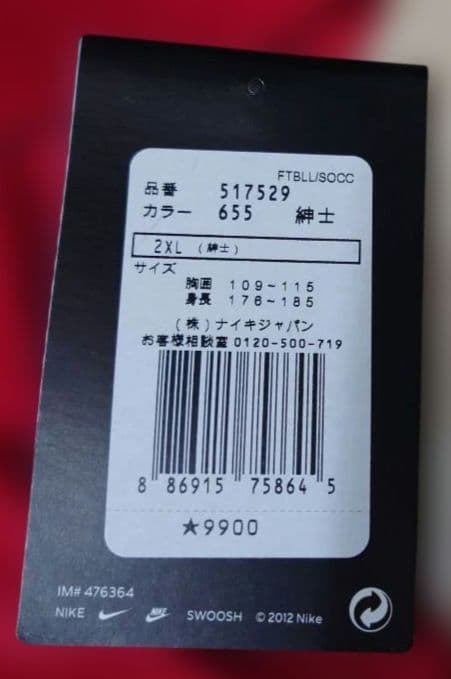 FTBLL/SOCC
品番 517529
カラー 655 紳士
2XL (紳士)
サイズ
胸囲 109~115
身長 176~185
(株)ナイキジャパン
お客様相談室 0120-500-719
8 86915 75864 5
★9900
IM# 476364
NIKE NIKE SWOOSH © 2012 Nike